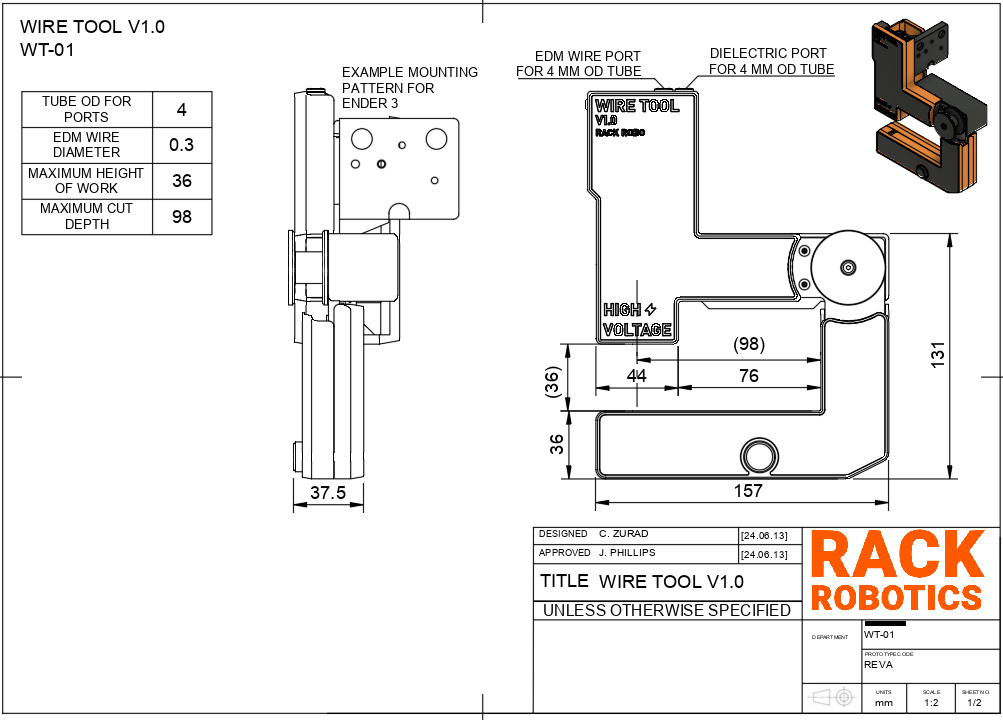 WIRE TOOL V1.0
WT-01
TUBE OD FOR
PORTS
4
EDM WIRE
DIAMETER
0.3
MAXIMUM HEIGHT
OF WORK
36
MAXIMUM CUT
DEPTH
98
EXAMPLE MOUNTING
PATTERN FOR
ENDER 3
EDM WIRE PORT
FOR 4 MM OD TUBE
DIELECTRIC PORT
FOR 4 MM OD TUBE
WIRE TOOL
V1.0
RACK ROBO
HIGH
VOLTAGE
(98)
44
76
(36)
36
131
157
37.5
DESIGNED C. ZURAD [24.06.13]
APPROVED J. PHILLIPS [24.06.13]
TITLE WIRE TOOL V1.0
UNLESS OTHERWISE SPECIFIED
RACK
ROBOTICS
DEPARTMENT
WT-01
PROTOTYPE CODE
REVA
UNITS
mm
SCALE
1:2
SHEET NO.
1/2